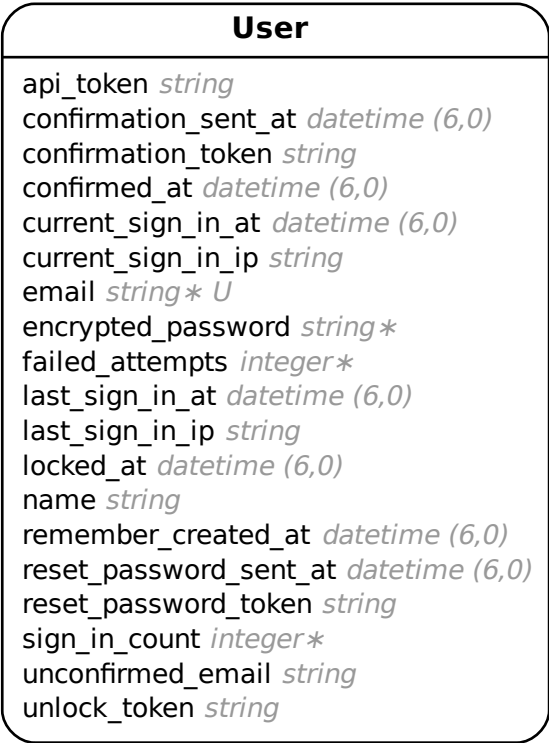 User
api_token string
confirmation_sent_at datetime (6,0)
confirmation_token string
confirmed_at datetime (6,0)
current_sign_in_at datetime (6,0)
current_sign_in_ip string
email string∗ U
encrypted_password string∗
failed_attempts integer∗
last_sign_in_at datetime (6,0)
last_sign_in_ip string
locked_at datetime (6,0)
name string
remember_created_at datetime (6,0)
reset_password_sent_at datetime (6,0)
reset_password_token string
sign_in_count integer∗
unconfirmed_email string
unlock_token string